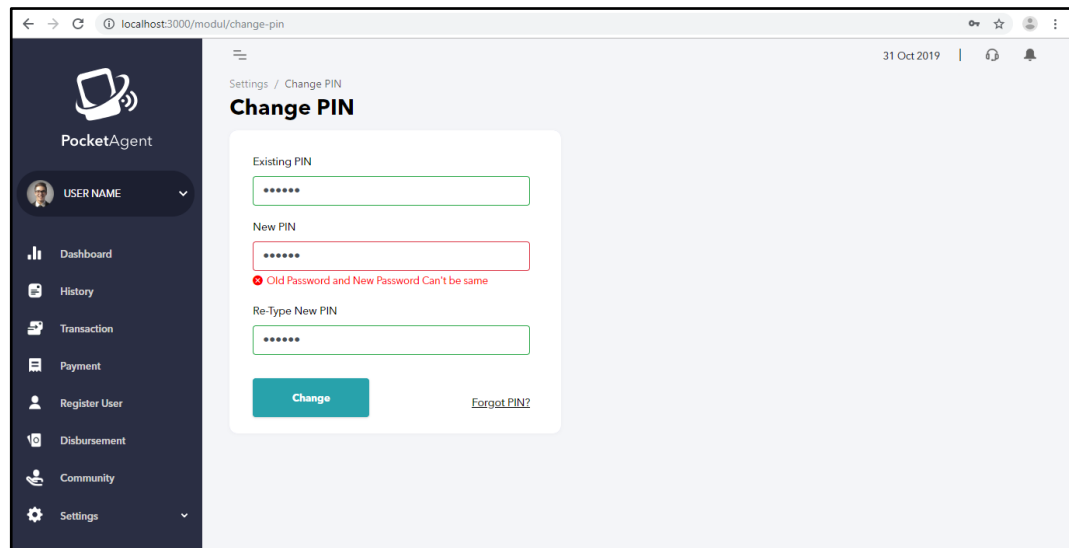 localhost:3000/modul/change-pin
31 Oct 2019
Settings / Change PIN
Change PIN
PocketAgent
USER NAME
Dashboard
History
Transaction
Payment
Register User
Disbursement
Community
Settings
Existing PIN
••••••
New PIN
••••••
Old Password and New Password Can't be same
Re-Type New PIN
••••••
Change
Forgot PIN?